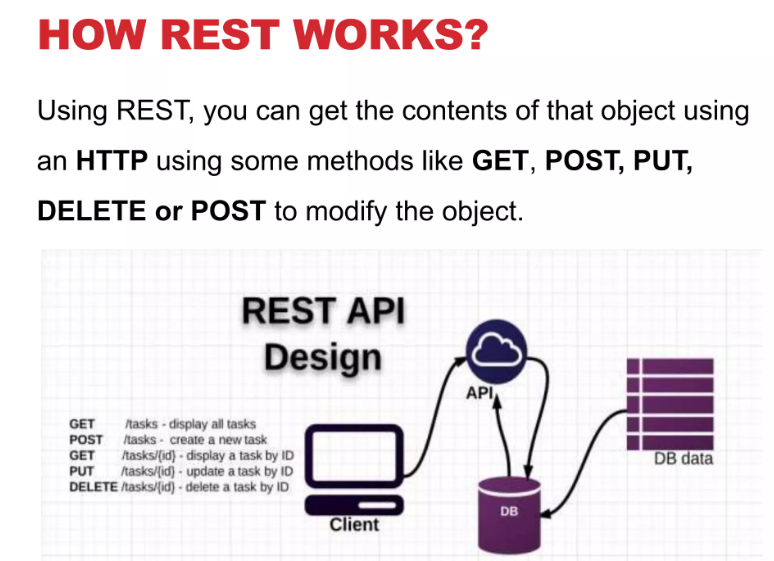 HOW REST WORKS?
Using REST, you can get the contents of that object using
an HTTP using some methods like GET, POST, PUT,
DELETE or POST to modify the object.
REST API
Design
API
GET /tasks - display all tasks
POST /tasks - create a new task
GET /tasks/{id} - display a task by ID
PUT /tasks/{id} - update a task by ID
DELETE /tasks/{id} - delete a task by ID
Client
DB
DB data